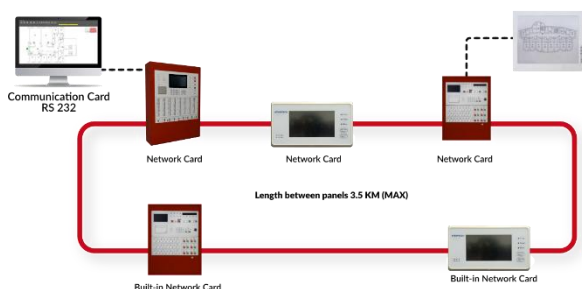 Communication Card
RS 232
Network Card
Network Card
Network Card
Length between panels 3.5 KM (MAX)
Built-in Network Card
Built-in Network Card